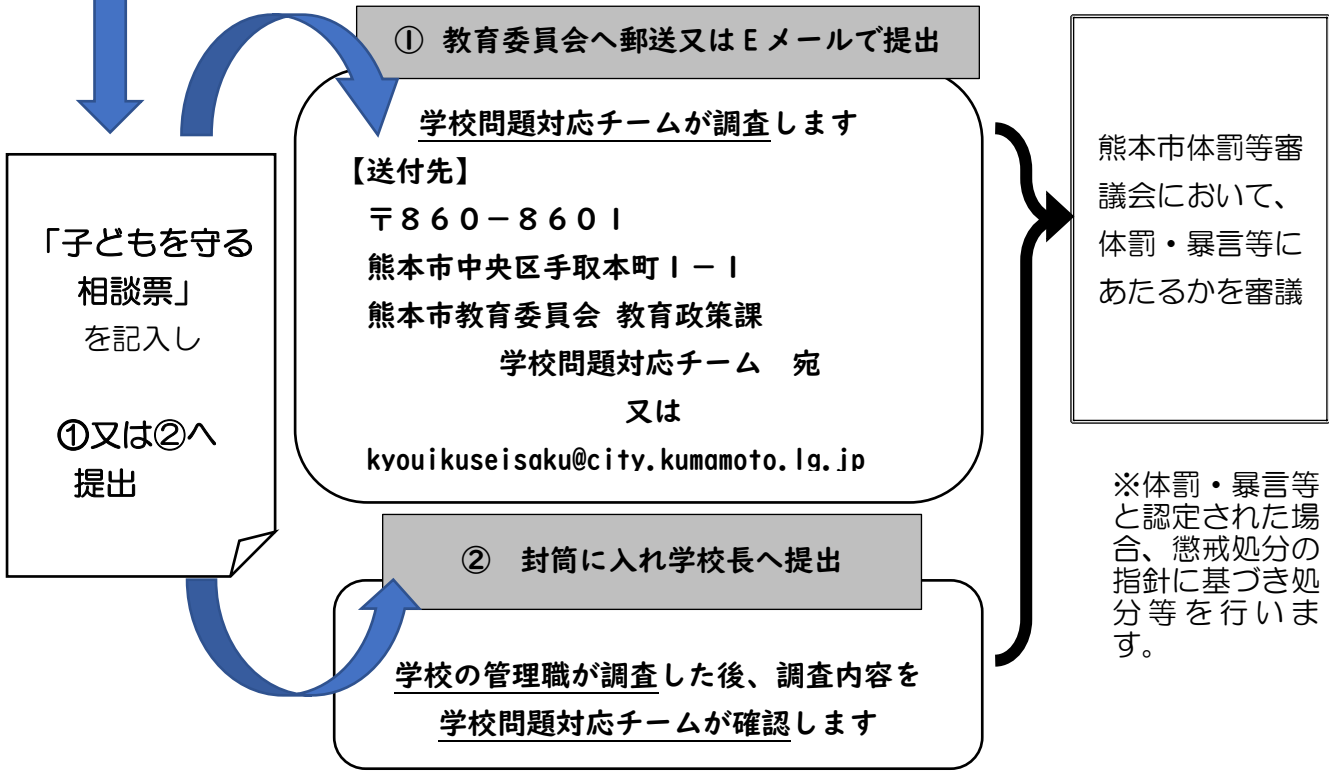 「子どもを守る
相談票」
を記入し
①又は②へ
提出
① 教育委員会へ郵送又はEメールで提出
学校問題対応チームが調査します
【送付先】
〒860－8601
熊本市中央区手取本町1－1
熊本市教育委員会 教育政策課
学校問題対応チーム　宛
又は
kyouikuseisaku@city.kumamoto.lg.jp
② 封筒に入れ学校長へ提出
学校の管理職が調査した後、調査内容を
学校問題対応チームが確認します
熊本市体罰等審
議会において、
体罰・暴言等に
あたるかを審議
※体罰・暴言等
と認定された場
合、懲戒処分の
指針に基づき処
分等を行いま
す。